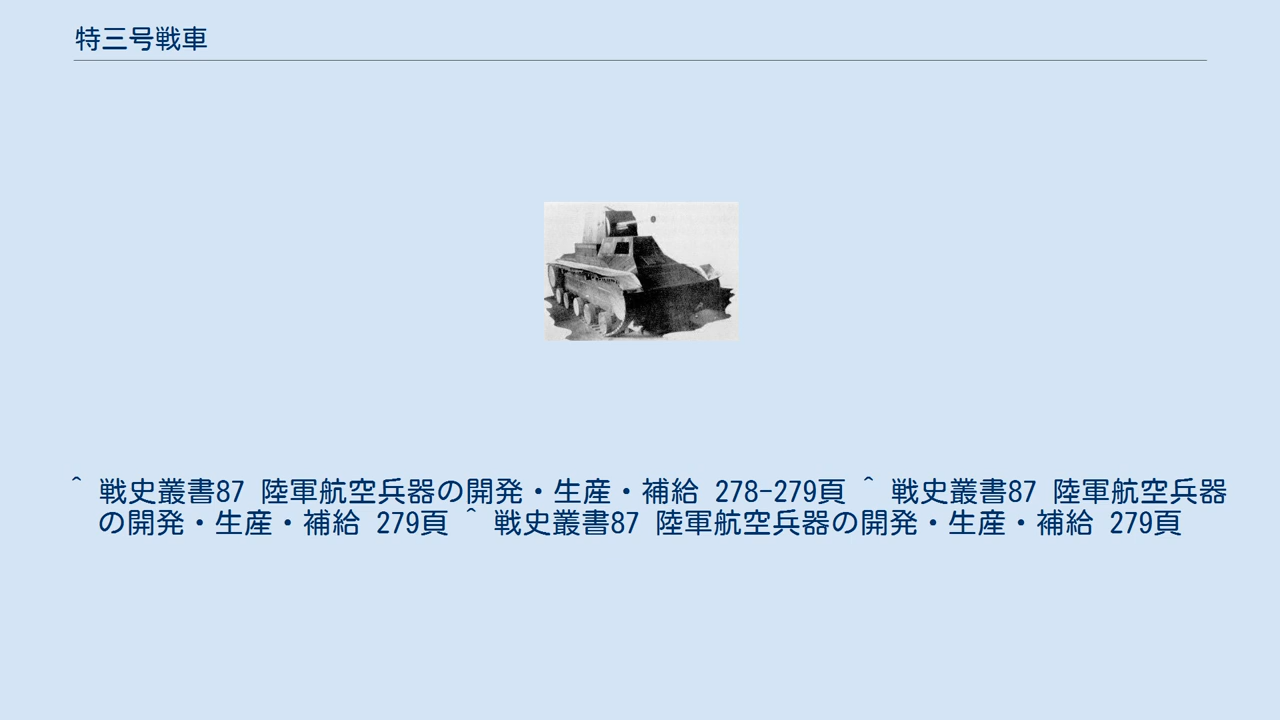 特三号戦車
^ 戦史叢書87 陸軍航空兵器の開発・生産・補給 278-279頁 ^ 戦史叢書87 陸軍航空兵器
の開発・生産・補給 279頁 ^ 戦史叢書87 陸軍航空兵器の開発・生産・補給 279頁